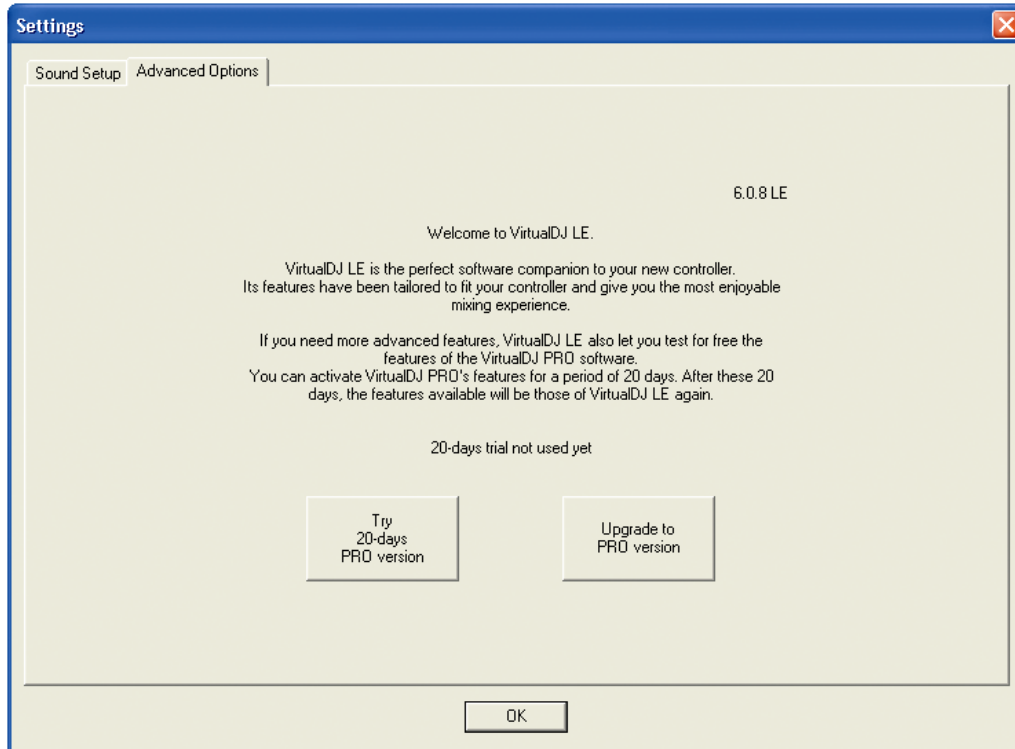 Settings
Sound Setup
Advanced Options
6.0.8 LE
Welcome to VirtualDJ LE.
VirtualDJ LE is the perfect software companion to your new controller.
Its features have been tailored to fit your controller and give you the most enjoyable
mixing experience.
If you need more advanced features, VirtualDJ LE also let you test for free the
features of the VirtualDJ PRO software.
You can activate VirtualDJ PRO's features for a period of 20 days. After these 20
days, the features available will be those of VirtualDJ LE again.
20-days trial not used yet
Try
20-days
PRO version
Upgrade to
PRO version
OK